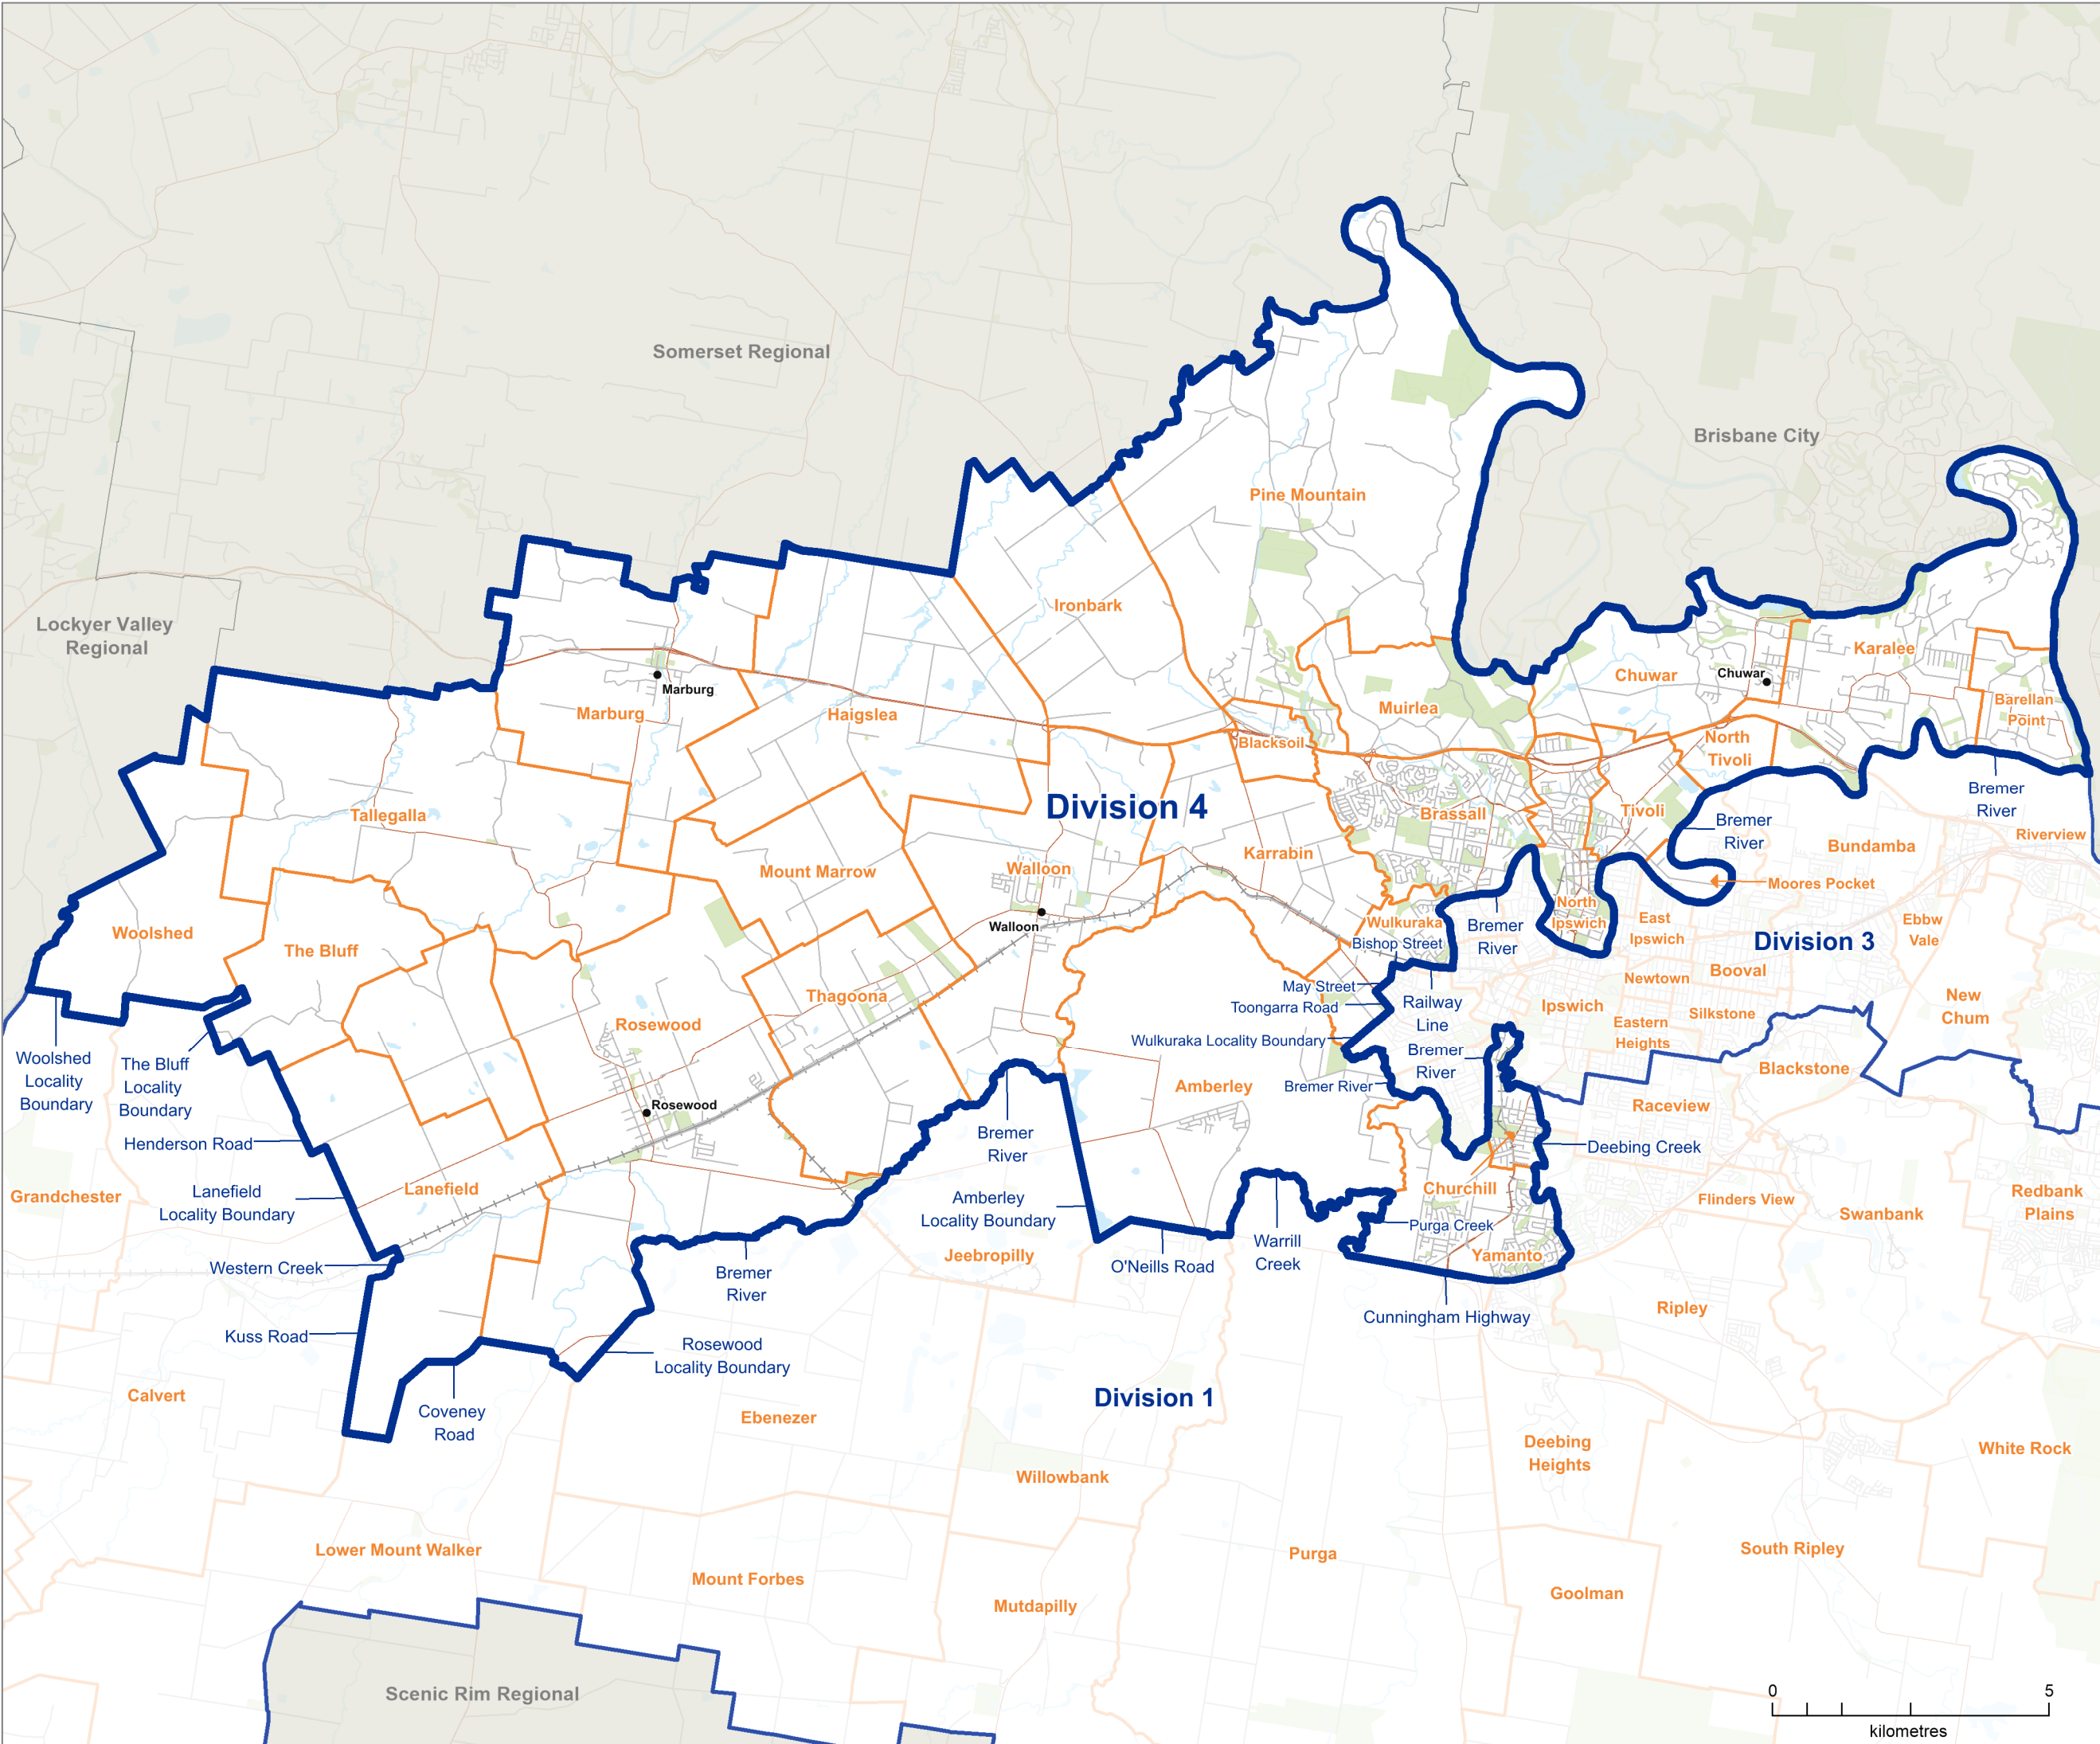 Somerset Regional
Brisbane City
Pine Mountain
Ironbark
Lockyer Valley
Regional
Marburg
Marburg
Haigslea
Muirlea
Chuwar
Chuwar
Karalee
Barellan
Point
North
Tivoli
Blacksoil
Tallegalla
Division 4
Brassall
Tivoli
Bremer
River
Bremer
River
Riverview
Bundamba
Karrabin
Walloon
Mount Marrow
Moores Pocket
Woolshed
The Bluff
Walloon
Wulkuraka
Bishop Street
Bremer
River
North
Ipswich
East
Ipswich
Division 3
Ebbw
Vale
Thagoona
Rosewood
May Street
Toongarra Road
Railway
Line
Ipswich
Newtown
Booval
Silkstone
New
Chum
Eastern
Heights
Wulkuraka Locality Boundary
Bremer
River
Bremer River
Blackstone
Woolshed
Locality
Boundary
The Bluff
Locality
Boundary
Amberley
Rosewood
Raceview
Henderson Road
Bremer
River
Deebing Creek
Grandchester
Lanefield
Locality Boundary
Lanefield
Amberley
Locality Boundary
Churchill
Flinders View
Redbank
Plains
Swanbank
Purga Creek
Western Creek
Bremer
River
Jeebropilly
O'Neills Road
Warrill
Creek
Yamanto
Ripley
Cunningham Highway
Kuss Road
Rosewood
Locality Boundary
Calvert
Coveney
Road
Ebenezer
Division 1
Willowbank
Deebing
Heights
White Rock
Lower Mount Walker
Mount Forbes
Mutdapilly
Purga
South Ripley
Goolman
Scenic Rim Regional
0 5
kilometres